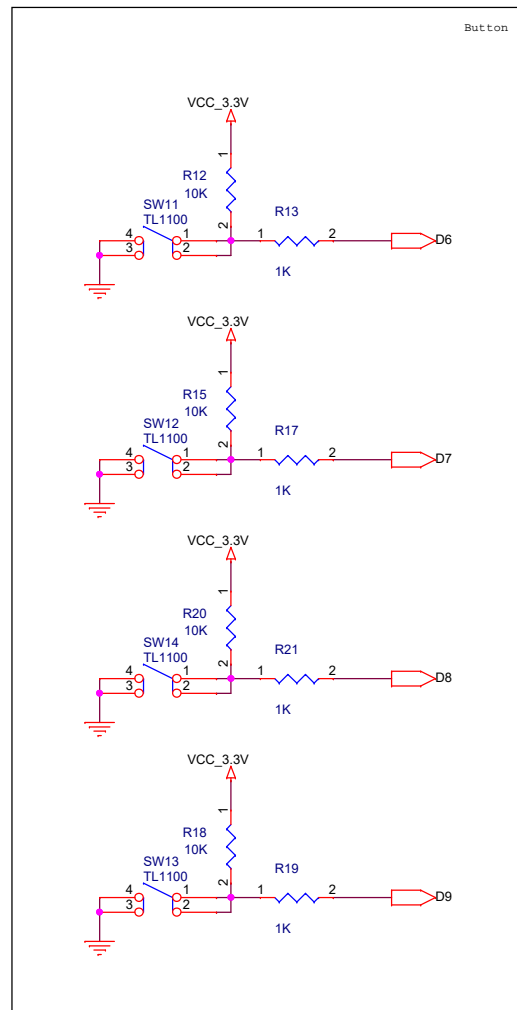 Button
VCC_3.3V
1
R12
10K
R13
SW11
TL1100
2
4 1 1 2 D6
3 2
1K
VCC_3.3V
1
R15
10K
R17
SW12
TL1100
2
4 1 1 2 D7
3 2
1K
VCC_3.3V
1
R20
10K
R21
SW14
TL1100
2
4 1 1 2 D8
3 2
1K
VCC_3.3V
1
R18
10K
R19
SW13
TL1100
2
4 1 1 2 D9
3 2
1K